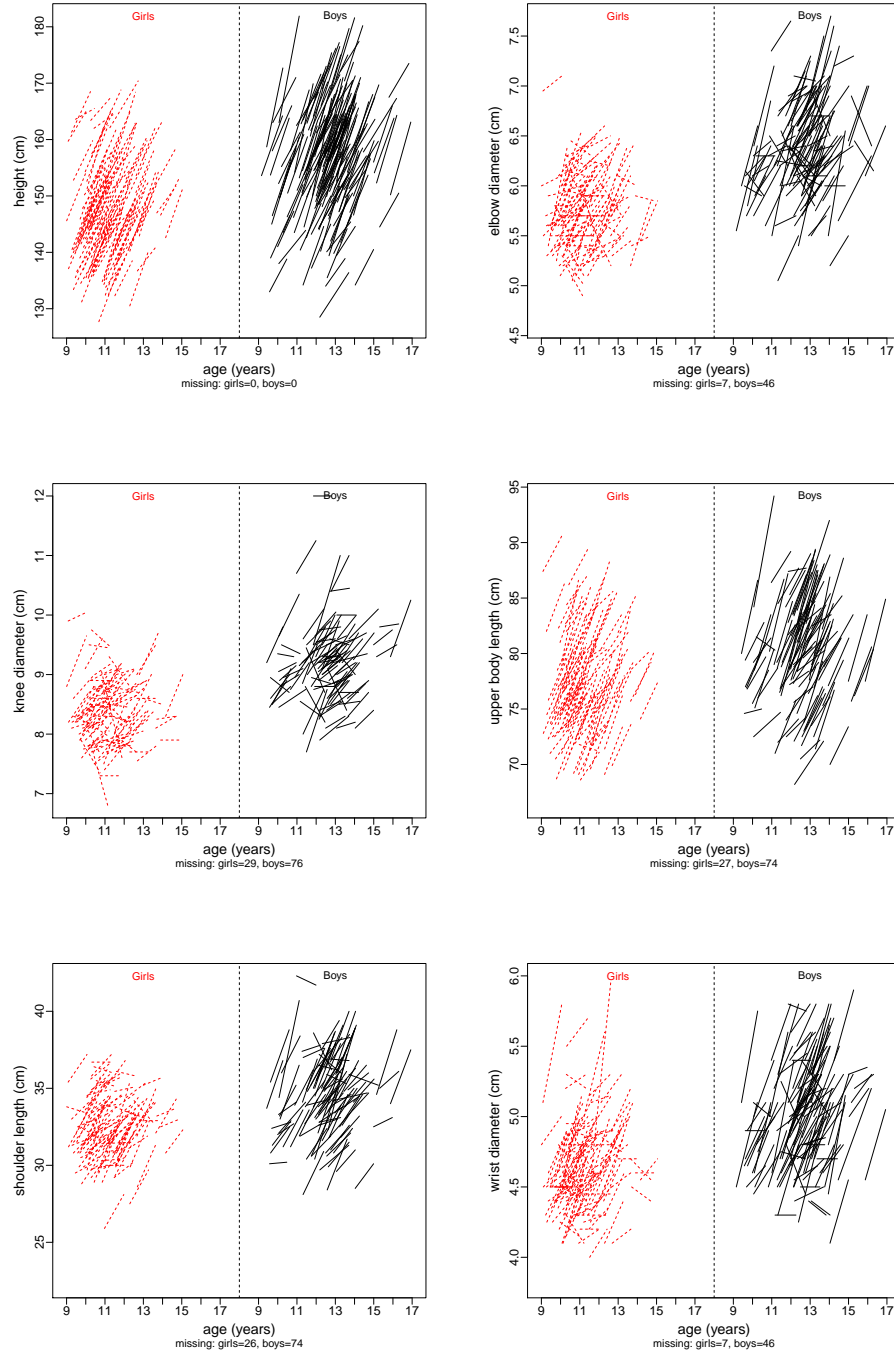 Girls
Boys
height (cm)
130 140 150 160 170 180
9 11 13 15 17 9 11 13 15 17
age (years)
missing: girls=0, boys=0
Girls
Boys
elbow diameter (cm)
4.5 5.0 5.5 6.0 6.5 7.0 7.5
9 11 13 15 17 9 11 13 15 17
age (years)
missing: girls=7, boys=46
Girls
Boys
knee diameter (cm)
7 8 9 10 11 12
9 11 13 15 17 9 11 13 15 17
age (years)
missing: girls=29, boys=76
Girls
Boys
upper body length (cm)
70 75 80 85 90 95
9 11 13 15 17 9 11 13 15 17
age (years)
missing: girls=27, boys=74
Girls
Boys
shoulder length (cm)
25 30 35 40
9 11 13 15 17 9 11 13 15 17
age (years)
missing: girls=26, boys=74
Girls
Boys
wrist diameter (cm)
4.0 4.5 5.0 5.5 6.0
9 11 13 15 17 9 11 13 15 17
age (years)
missing: girls=7, boys=46